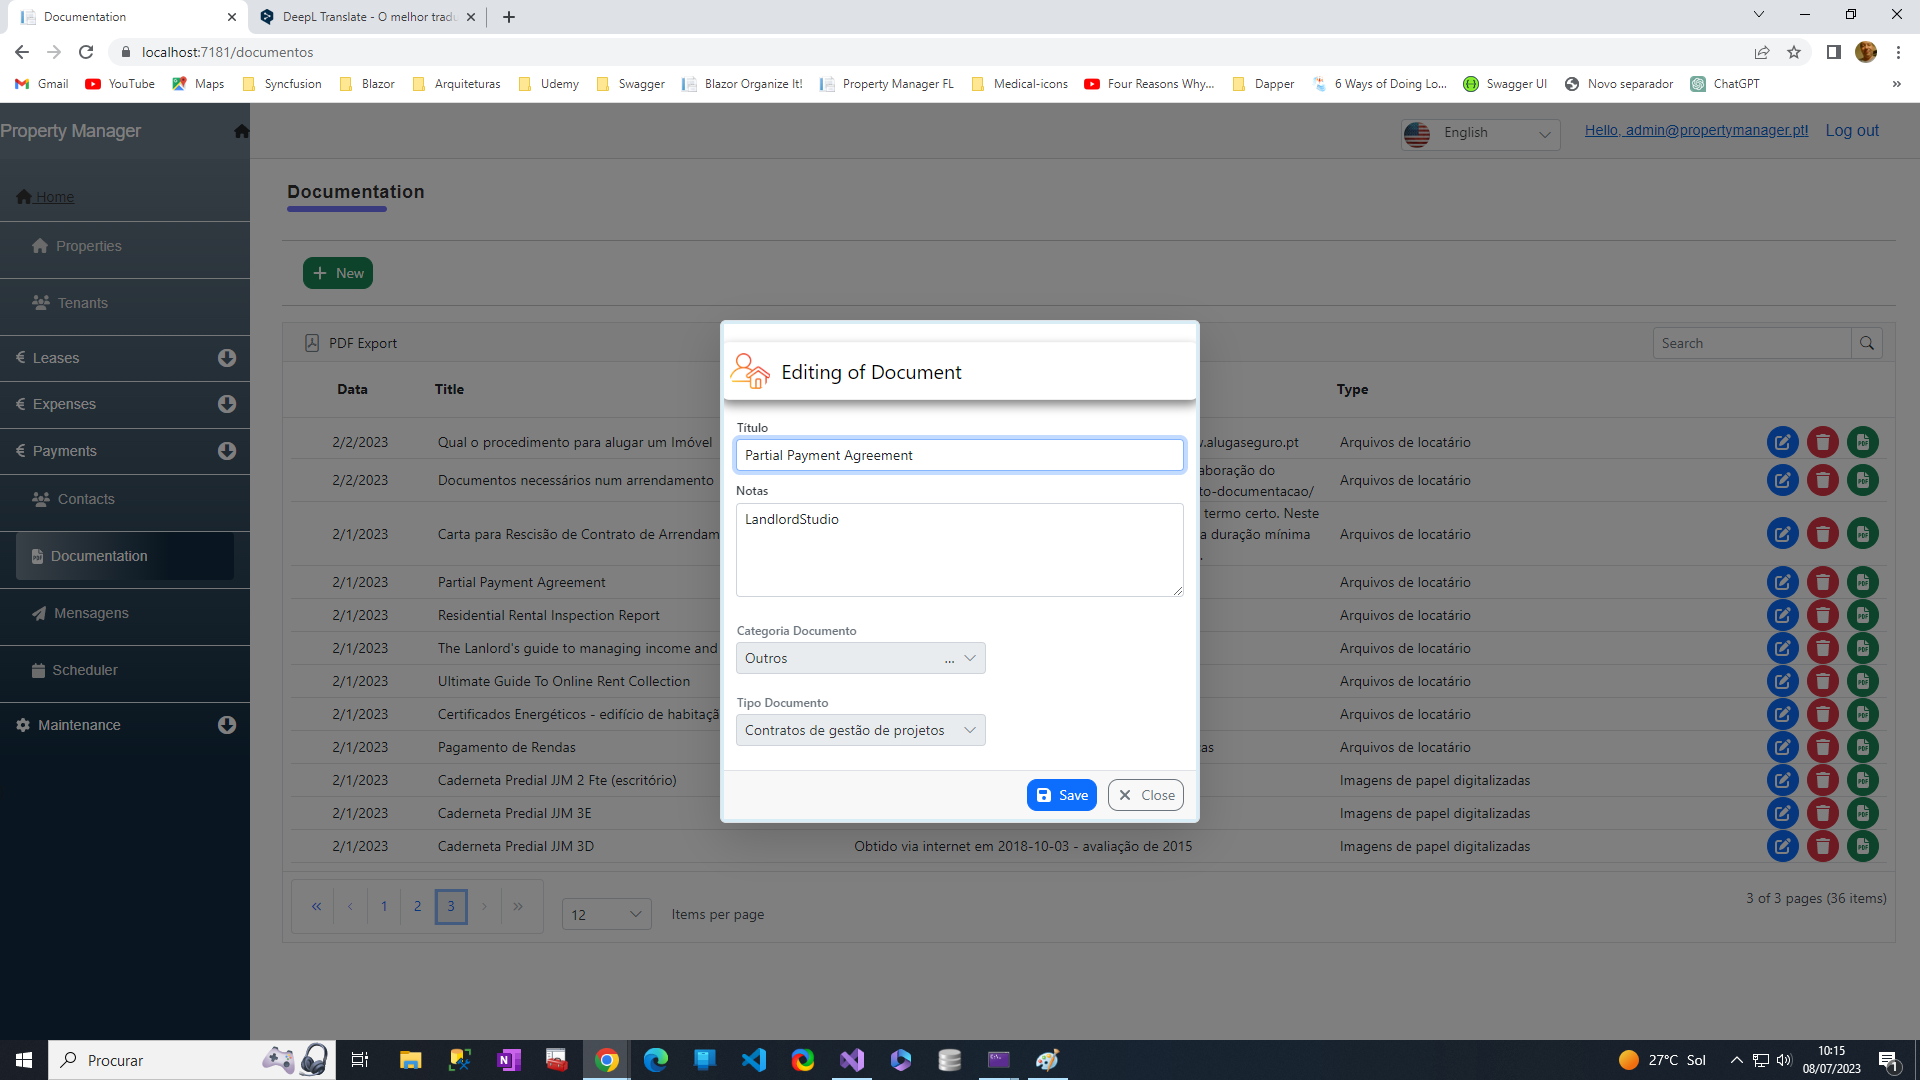 Documentation
DeepL Translate - O melhor tradu
localhost:7181/documentos
Gmail
YouTube
Maps
Syncfusion
Blazor
Arquiteturas
Udemy
Swagger
Blazor Organize It!
Property Manager FL
Medical-icons
Four Reasons Why...
Dapper
6 Ways of Doing Lo...
Swagger UI
Novo separador
ChatGPT
»
Property Manager
English
Hello, admin@propertymanager.pt!
Log out
Home
Properties
Tenants
€ Leases
€ Expenses
€ Payments
Contacts
Documentation
Mensagens
Scheduler
Maintenance
Documentation
New
PDF Export
Search
Data Title Type
2/2/2023 Qual o procedimento para alugar um Imóvel .alugaseguro.pt Arquivos de locatário
2/2/2023 Documentos necessários num arrendamento aboração do
to-documentacao/ Arquivos de locatário
2/1/2023 Carta para Rescisão de Contrato de Arrendam termo certo. Neste
a duração mínima Arquivos de locatário
2/1/2023 Partial Payment Agreement Arquivos de locatário
2/1/2023 Residential Rental Inspection Report Arquivos de locatário
2/1/2023 The Lanlord's guide to managing income and Arquivos de locatário
2/1/2023 Ultimate Guide To Online Rent Collection Arquivos de locatário
2/1/2023 Certificados Energéticos - edifício de habitaçã Arquivos de locatário
2/1/2023 Pagamento de Rendas as Arquivos de locatário
2/1/2023 Caderneta Predial JJM 2 Fte (escritório) Imagens de papel digitalizadas
2/1/2023 Caderneta Predial JJM 3E Imagens de papel digitalizadas
2/1/2023 Caderneta Predial JJM 3D Obtido via internet em 2018-10-03 - avaliação de 2015 Imagens de papel digitalizadas
« ‹ 1 2 3 › »
12
Items per page
3 of 3 pages (36 items)
Editing of Document
Título
Partial Payment Agreement
Notas
LandlordStudio
Categoria Documento
Outros ...
Tipo Documento
Contratos de gestão de projetos
Save
Close
Procurar
27°C Sol
10:15
08/07/2023
1